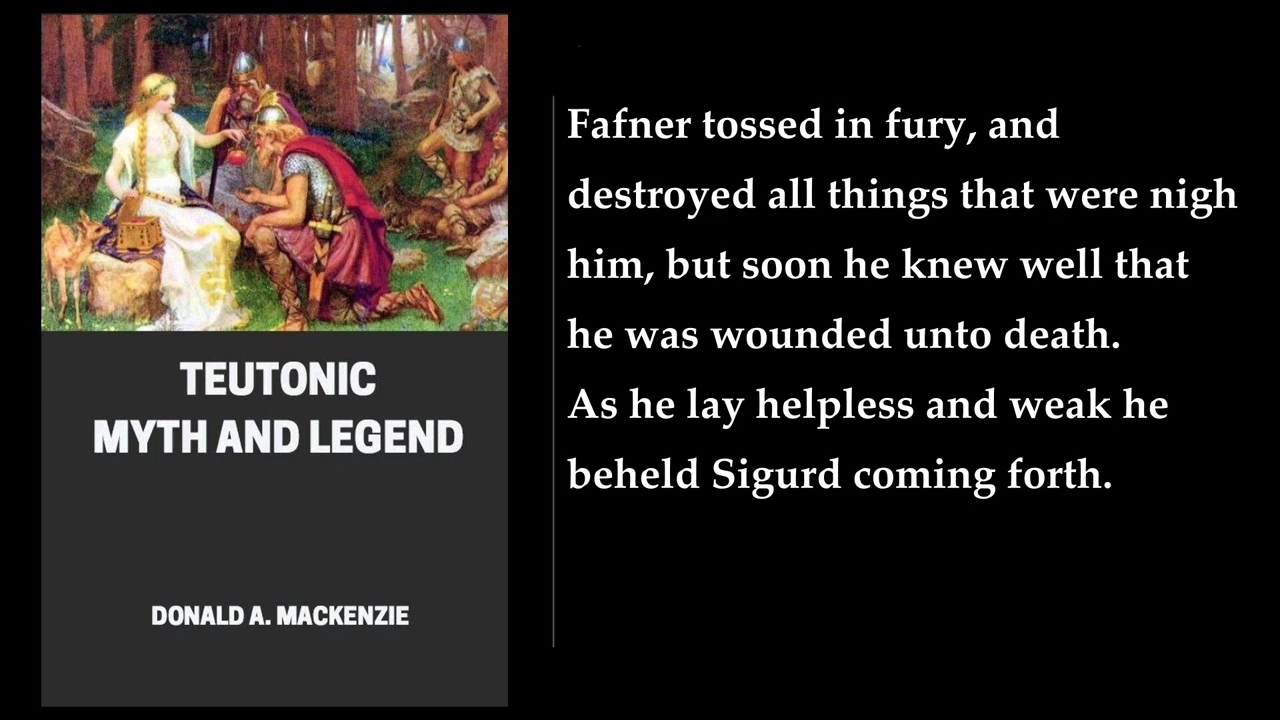 TEUTONIC
MYTH AND LEGEND
DONALD A. MACKENZIE
Fafner tossed in fury, and
destroyed all things that were nigh
him, but soon he knew well that
he was wounded unto death.
As he lay helpless and weak he
beheld Sigurd coming forth.